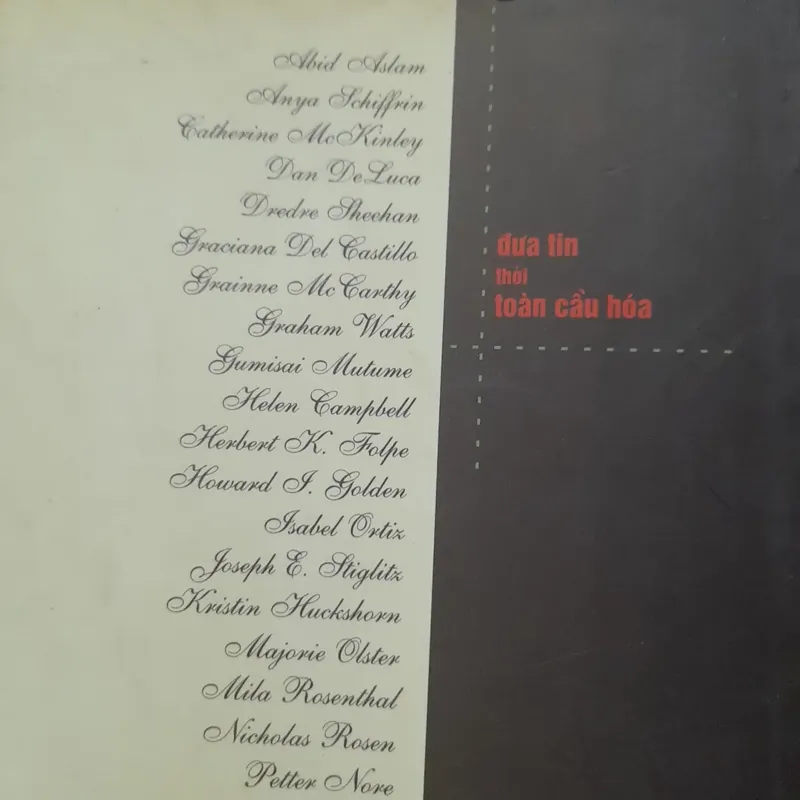 Abid Aslam
Anya Schiffrin
Catherine McKinley
Dan DeLuca
Dredre Sheehan
Graciana Del Castillo
Grainne McCarthy
Graham Watts
Gumisai Mutume
Helen Campbell
Herbert K. Folpe
Howard I. Golden
Isabel Ortiz
Joseph E. Stiglitz
Kristin Huckshorn
Majorie Olster
Mila Rosenthal
Nicholas Rosen
Petter Nore
đưa tin
thời
toàn cầu hóa